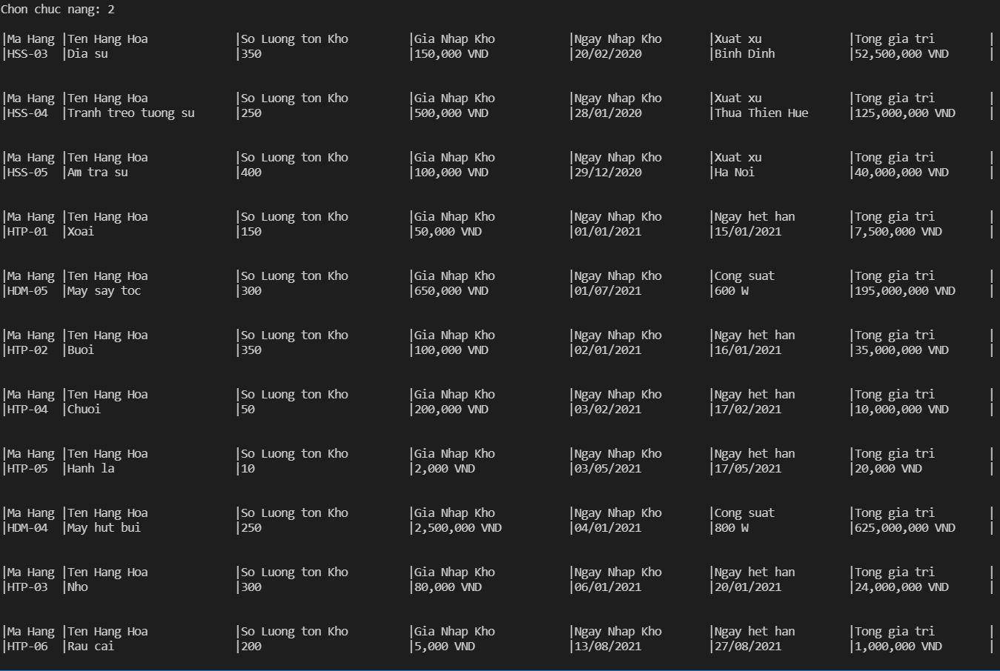 Chon chuc nang: 2
|Ma Hang |Ten Hang Hoa |So Luong ton Kho |Gia Nhap Kho |Ngay Nhap Kho |Xuat xu |Tong gia tri |
|HSS-03 |Dia su |350 |150,000 VND |20/02/2020 |Binh Dinh |52,500,000 VND |
|Ma Hang |Ten Hang Hoa |So Luong ton Kho |Gia Nhap Kho |Ngay Nhap Kho |Xuat xu |Tong gia tri |
|HSS-04 |Tranh treo tuong su |250 |500,000 VND |28/01/2020 |Thua Thien Hue |125,000,000 VND |
|Ma Hang |Ten Hang Hoa |So Luong ton Kho |Gia Nhap Kho |Ngay Nhap Kho |Xuat xu |Tong gia tri |
|HSS-05 |Am tra su |400 |100,000 VND |29/12/2020 |Ha Noi |40,000,000 VND |
|Ma Hang |Ten Hang Hoa |So Luong ton Kho |Gia Nhap Kho |Ngay Nhap Kho |Ngay het han |Tong gia tri |
|HTP-01 |Xoai |150 |50,000 VND |01/01/2021 |15/01/2021 |7,500,000 VND |
|Ma Hang |Ten Hang Hoa |So Luong ton Kho |Gia Nhap Kho |Ngay Nhap Kho |Cong suat |Tong gia tri |
|HDM-05 |May say toc |300 |650,000 VND |01/07/2021 |600 W |195,000,000 VND |
|Ma Hang |Ten Hang Hoa |So Luong ton Kho |Gia Nhap Kho |Ngay Nhap Kho |Ngay het han |Tong gia tri |
|HTP-02 |Buoi |350 |100,000 VND |02/01/2021 |16/01/2021 |35,000,000 VND |
|Ma Hang |Ten Hang Hoa |So Luong ton Kho |Gia Nhap Kho |Ngay Nhap Kho |Ngay het han |Tong gia tri |
|HTP-04 |Chuoi |50 |200,000 VND |03/02/2021 |17/02/2021 |10,000,000 VND |
|Ma Hang |Ten Hang Hoa |So Luong ton Kho |Gia Nhap Kho |Ngay Nhap Kho |Ngay het han |Tong gia tri |
|HTP-05 |Hanh la |10 |2,000 VND |03/05/2021 |17/05/2021 |20,000 VND |
|Ma Hang |Ten Hang Hoa |So Luong ton Kho |Gia Nhap Kho |Ngay Nhap Kho |Cong suat |Tong gia tri |
|HDM-04 |May hut bui |250 |2,500,000 VND |04/01/2021 |800 W |625,000,000 VND |
|Ma Hang |Ten Hang Hoa |So Luong ton Kho |Gia Nhap Kho |Ngay Nhap Kho |Ngay het han |Tong gia tri |
|HTP-03 |Nho |300 |80,000 VND |06/01/2021 |20/01/2021 |24,000,000 VND |
|Ma Hang |Ten Hang Hoa |So Luong ton Kho |Gia Nhap Kho |Ngay Nhap Kho |Ngay het han |Tong gia tri |
|HTP-06 |Rau cai |200 |5,000 VND |13/08/2021 |27/08/2021 |1,000,000 VND |